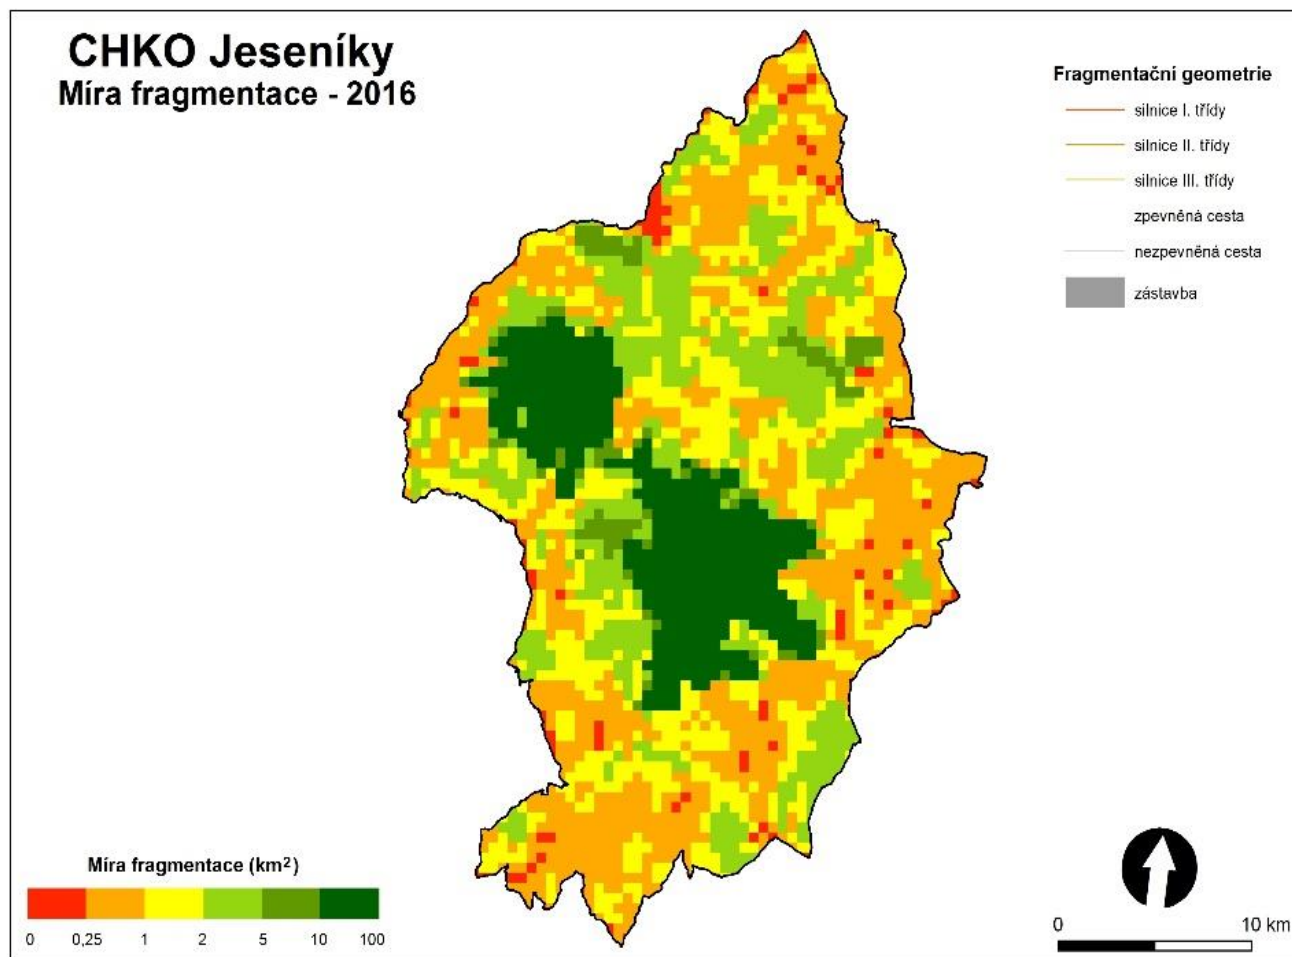 CHKO Jeseníky
Míra fragmentace - 2016
Fragmentační geometrie
silnice I. třídy
silnice II. třídy
silnice III. třídy
zpevněná cesta
nezpevněná cesta
zástavba
Míra fragmentace (km²)
0 0,25 1 2 5 10 100
0 10 km